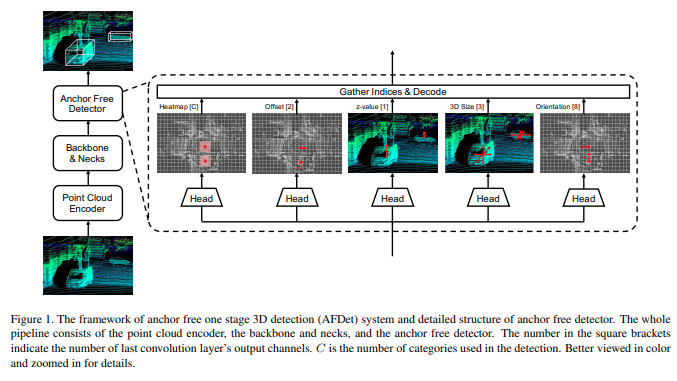 Gather Indices & Decode
Heatmap [C]
Offset [2]
z-value [1]
3D Size [3]
Orientation [8]
Anchor Free
Detector
Backbone
& Necks
Point Cloud
Encoder
Head
Head
Head
Head
Head
Figure 1. The framework of anchor free one stage 3D detection (AFDet) system and detailed structure of anchor free detector. The whole
pipeline consists of the point cloud encoder, the backbone and necks, and the anchor free detector. The number in the square brackets
indicate the number of last convolution layer's output channels. C is the number of categories used in the detection. Better viewed in color
and zoomed in for details.